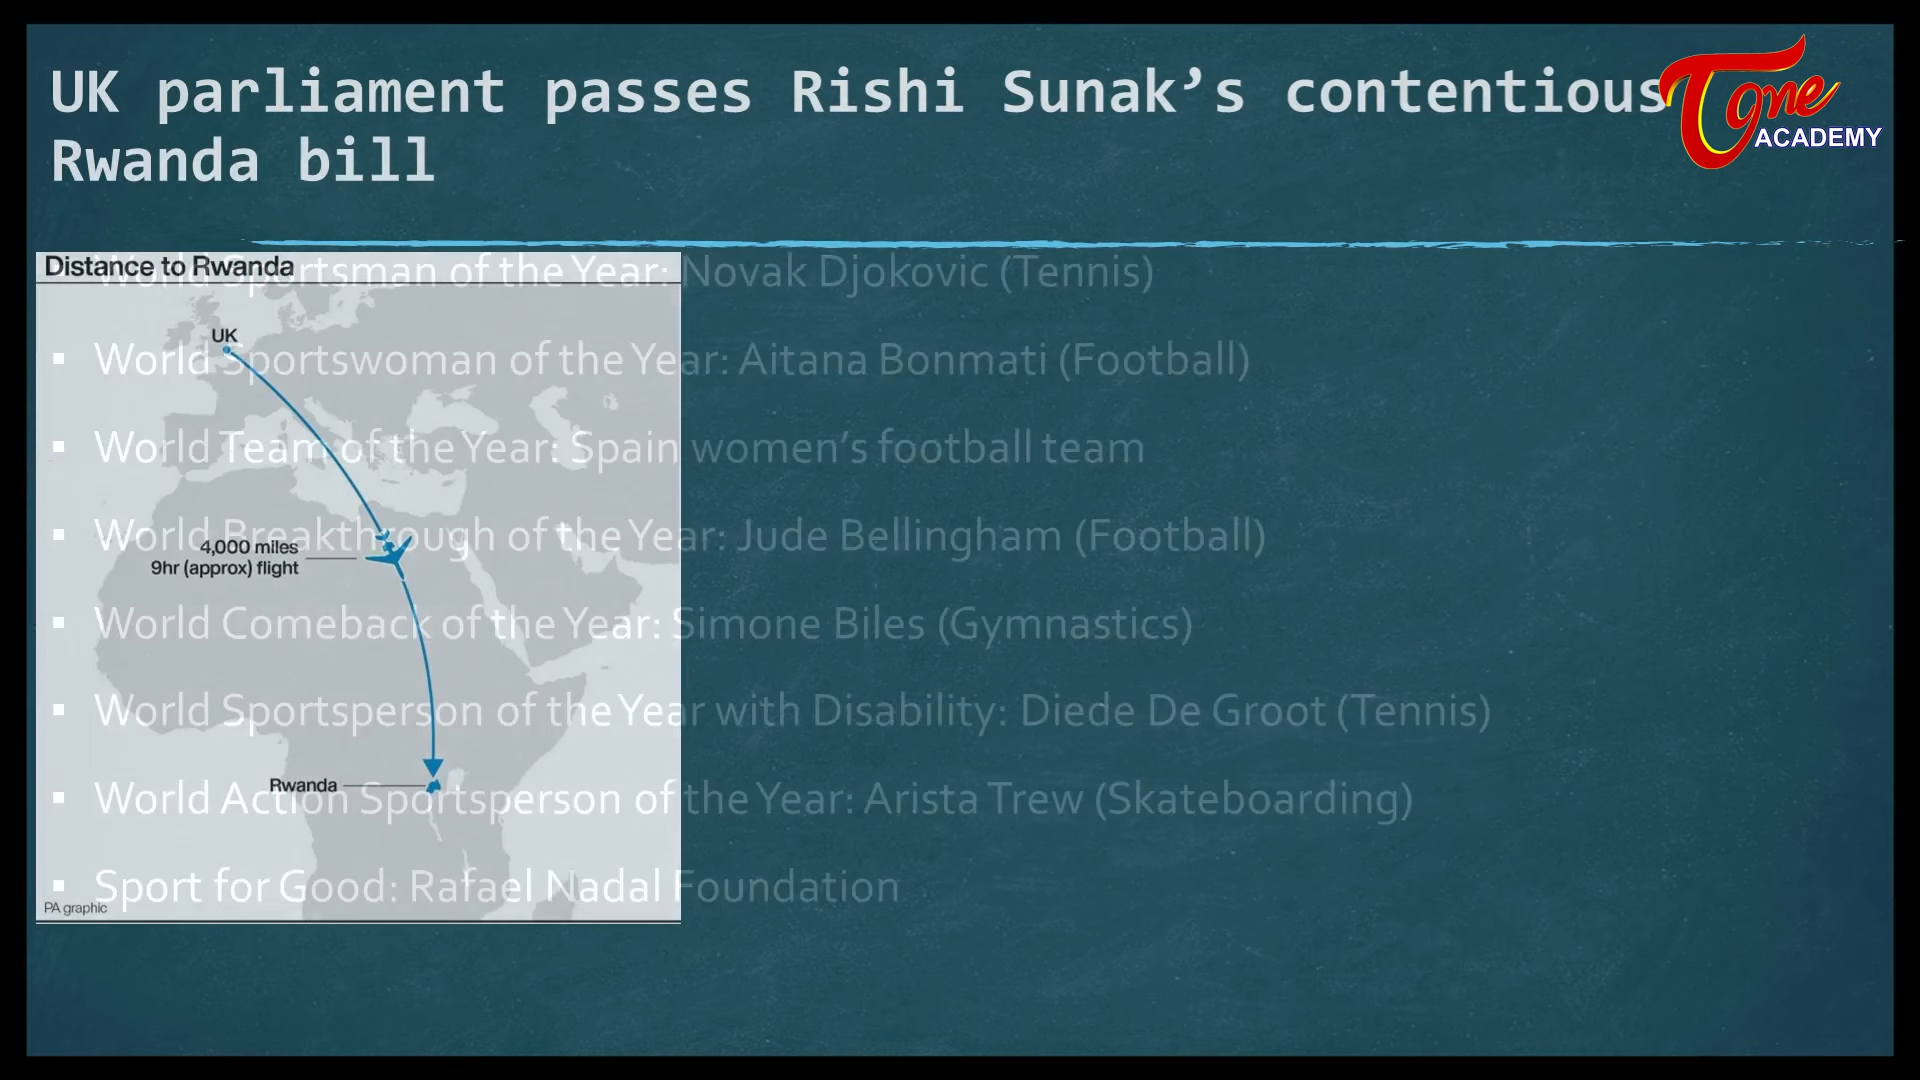 UK parliament passes Rishi Sunak’s contentious
Rwanda bill
Tone
ACADEMY
Distance to Rwanda
World Sportsman of the Year: Novak Djokovic (Tennis)
UK
▪ World Sportswoman of the Year: Aitana Bonmati (Football)
▪ World Team of the Year: Spain women’s football team
▪ World Breakthrough of the Year: Jude Bellingham (Football)
4,000 miles
9hr (approx) flight
▪ World Comeback of the Year: Simone Biles (Gymnastics)
▪ World Sportsperson of the Year with Disability: Diede De Groot (Tennis)
Rwanda
▪ World Action Sportsperson of the Year: Arista Trew (Skateboarding)
▪ Sport for Good: Rafael Nadal Foundation
PA graphic